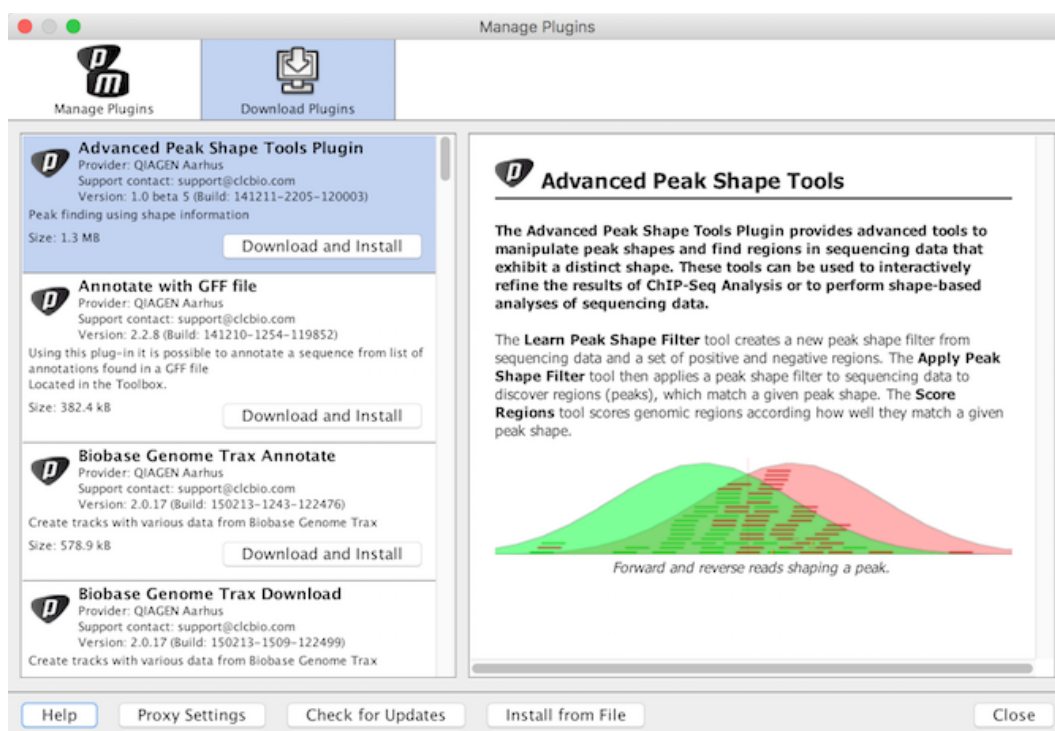 Manage Plugins
Manage Plugins
Download Plugins
Advanced Peak Shape Tools Plugin
Provider: QIAGEN Aarhus
Support contact: support@clcbio.com
Version: 1.0 beta 5 (Build: 141211-2205-120003)
Peak finding using shape information
Size: 1.3 MB
Download and Install
Annotate with GFF file
Provider: QIAGEN Aarhus
Support contact: support@clcbio.com
Version: 2.2.8 (Build: 141210-1254-119852)
Using this plug-in it is possible to annotate a sequence from list of
annotations found in a GFF file
Located in the Toolbox.
Size: 382.4 kB
Download and Install
Biobase Genome Trax Annotate
Provider: QIAGEN Aarhus
Support contact: support@clcbio.com
Version: 2.0.17 (Build: 150213-1243-122476)
Create tracks with various data from Biobase Genome Trax
Size: 578.9 kB
Download and Install
Biobase Genome Trax Download
Provider: QIAGEN Aarhus
Support contact: support@clcbio.com
Version: 2.0.17 (Build: 150213-1509-122499)
Create tracks with various data from Biobase Genome Trax
Advanced Peak Shape Tools
The Advanced Peak Shape Tools Plugin provides advanced tools to
manipulate peak shapes and find regions in sequencing data that
exhibit a distinct shape. These tools can be used to interactively
refine the results of ChIP-Seq Analysis or to perform shape-based
analyses of sequencing data.
The Learn Peak Shape Filter tool creates a new peak shape filter from
sequencing data and a set of positive and negative regions. The Apply Peak
Shape Filter tool then applies a peak shape filter to sequencing data to
discover regions (peaks), which match a given peak shape. The Score
Regions tool scores genomic regions according how well they match a given
peak shape.
Forward and reverse reads shaping a peak.
Help
Proxy Settings
Check for Updates
Install from File
Close